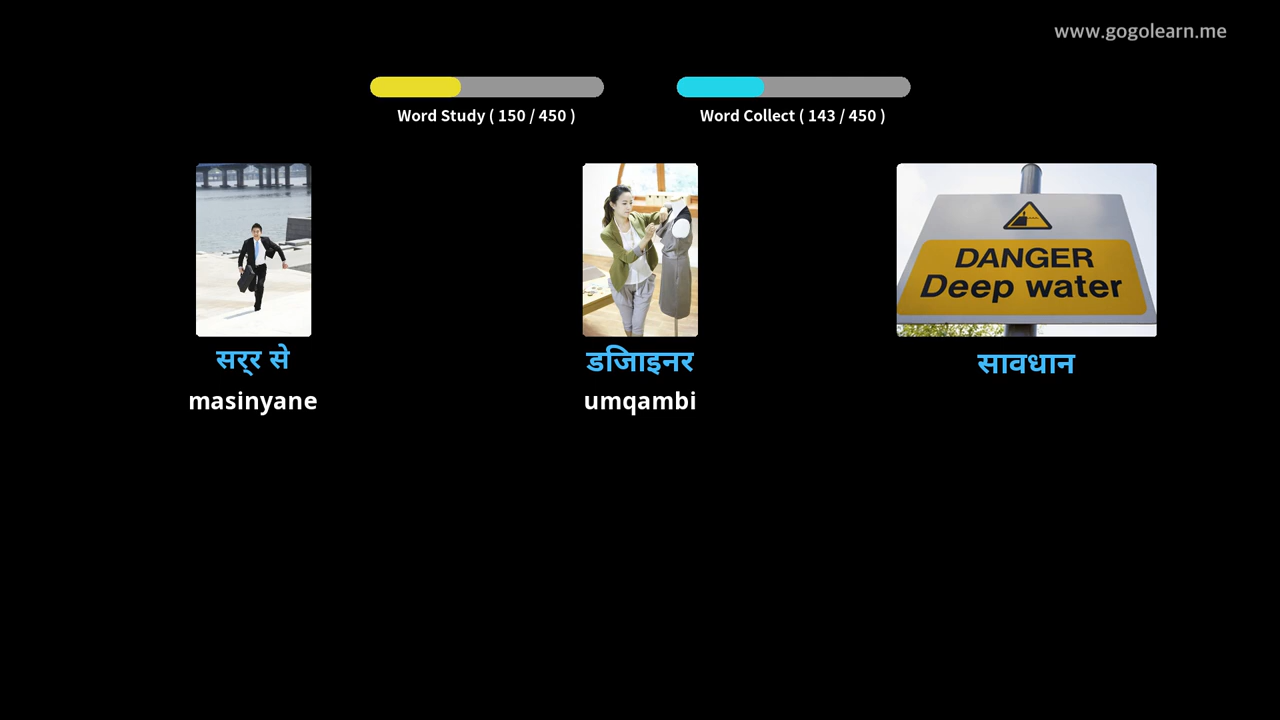 www.gogolearn.me
Word Study ( 150 / 450 )
Word Collect ( 143 / 450 )
DANGER
Deep water
सर्र से
डिजाइनर
सावधान
masinyane
umqambi